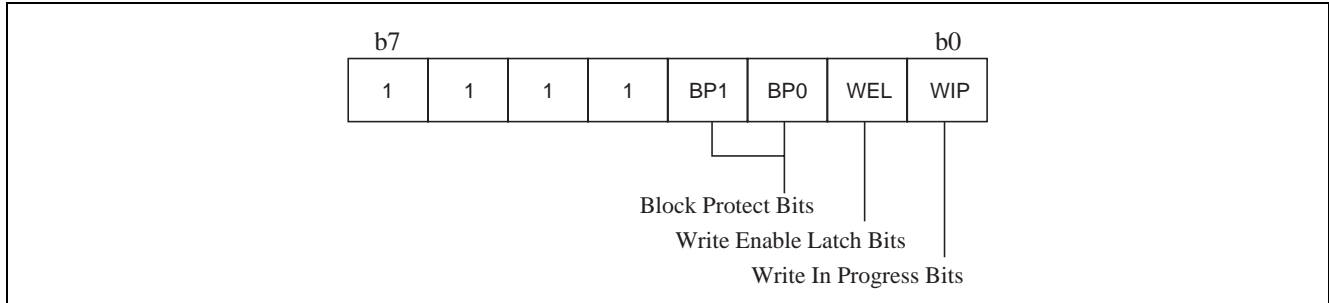 b7 b0
1 1 1 1 BP1 BP0 WEL WIP
Block Protect Bits
Write Enable Latch Bits
Write In Progress Bits